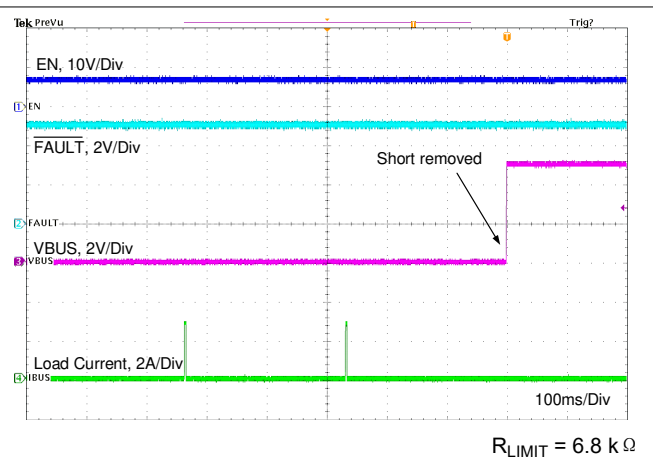 Tek PreVu
Trig?
T
EN, 10V/Div
1 EN
FAULT, 2V/Div
Short removed
2 FAULT
VBUS, 2V/Div
3 VBUS
Load Current, 2A/Div
4 IBUS
100ms/Div
RLIMIT = 6.8 k Ω